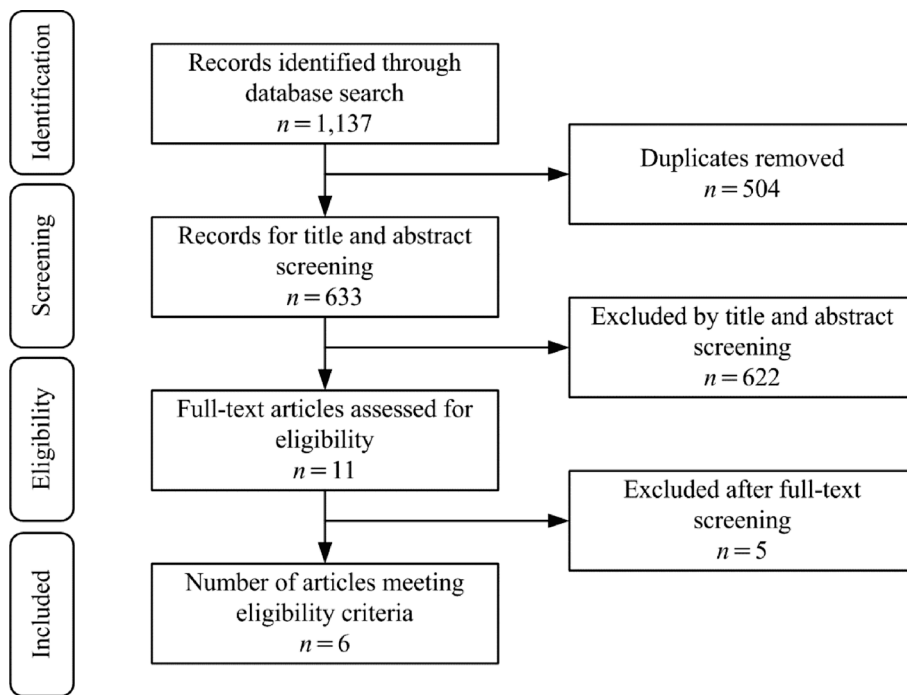 Identification
Records identified through
database search
n = 1,137
Duplicates removed
n = 504
Screening
Records for title and abstract
screening
n = 633
Excluded by title and abstract
screening
n = 622
Eligibility
Full-text articles assessed for
eligibility
n = 11
Excluded after full-text
screening
n = 5
Included
Number of articles meeting
eligibility criteria
n = 6